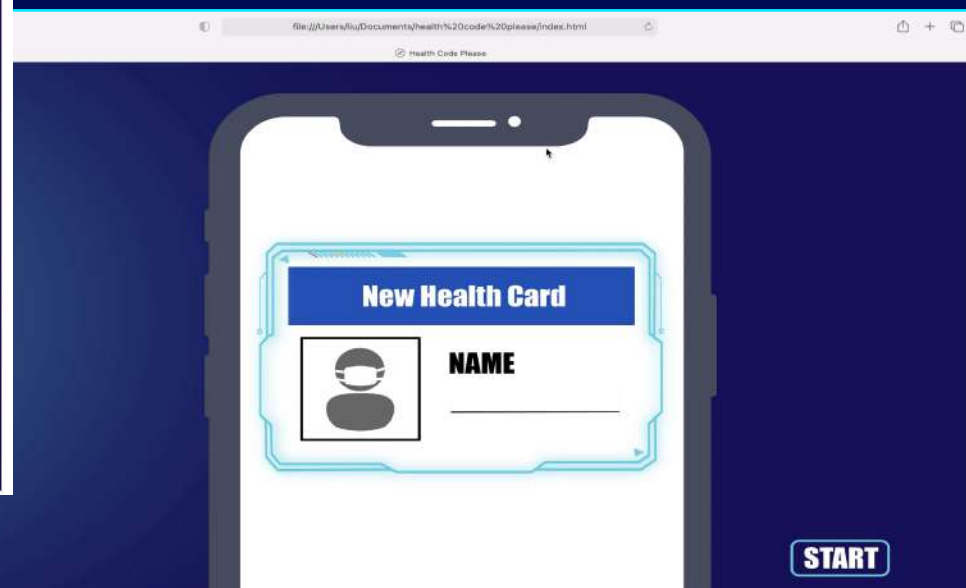 file:///Users/liu/Documents/health%20code%20please/index.html
Health Code Please
New Health Card
NAME
START